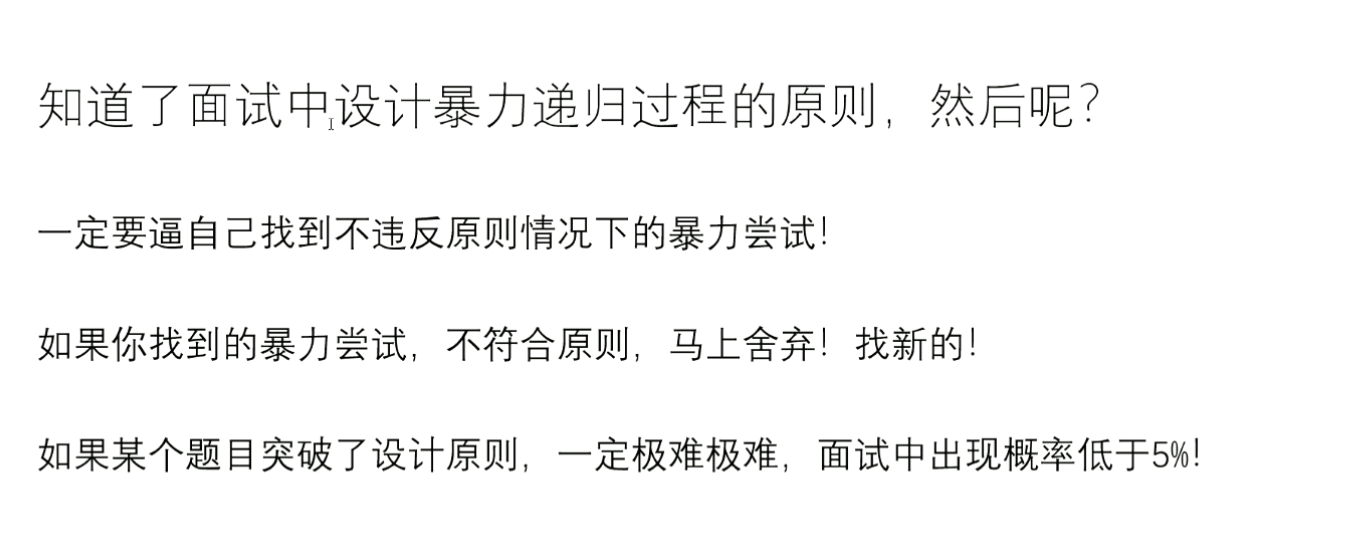 知道了面试中设计暴力递归过程的原则，然后呢？
一定要逼自己找到不违反原则情况下的暴力尝试！
如果你找到的暴力尝试，不符合原则，马上舍弃！找新的！
如果某个题目突破了设计原则，一定极难极难，面试中出现概率低于5%！